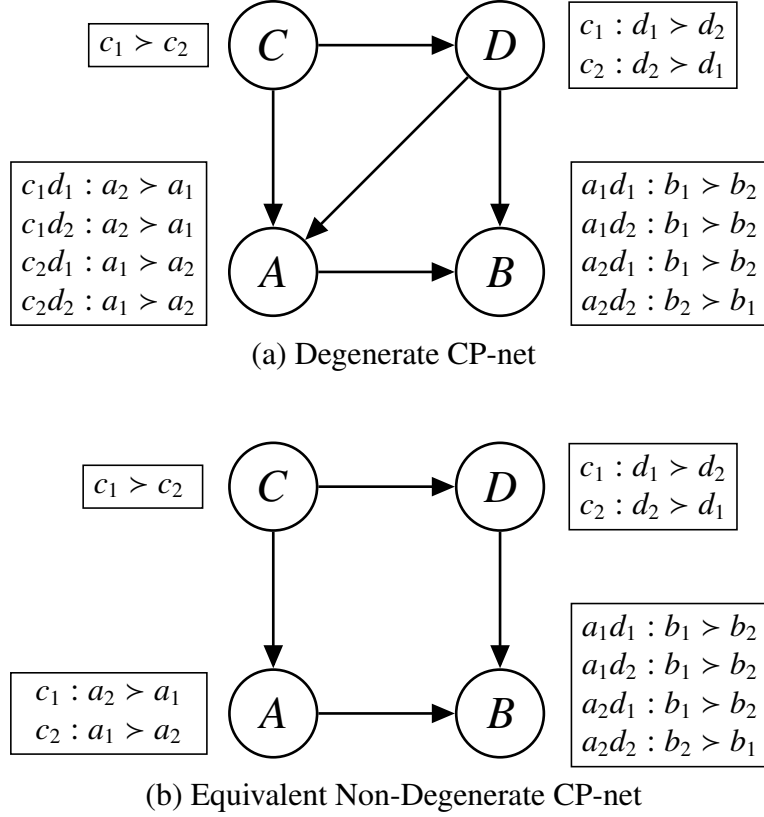 c₁ ≻ c₂
C
D
c₁ : d₁ ≻ d₂
c₂ : d₂ ≻ d₁
c₁d₁ : a₂ ≻ a₁
c₁d₂ : a₂ ≻ a₁
c₂d₁ : a₁ ≻ a₂
c₂d₂ : a₁ ≻ a₂
A
B
a₁d₁ : b₁ ≻ b₂
a₁d₂ : b₁ ≻ b₂
a₂d₁ : b₁ ≻ b₂
a₂d₂ : b₂ ≻ b₁
(a) Degenerate CP-net
c₁ ≻ c₂
C
D
c₁ : d₁ ≻ d₂
c₂ : d₂ ≻ d₁
c₁ : a₂ ≻ a₁
c₂ : a₁ ≻ a₂
A
B
a₁d₁ : b₁ ≻ b₂
a₁d₂ : b₁ ≻ b₂
a₂d₁ : b₁ ≻ b₂
a₂d₂ : b₂ ≻ b₁
(b) Equivalent Non-Degenerate CP-net